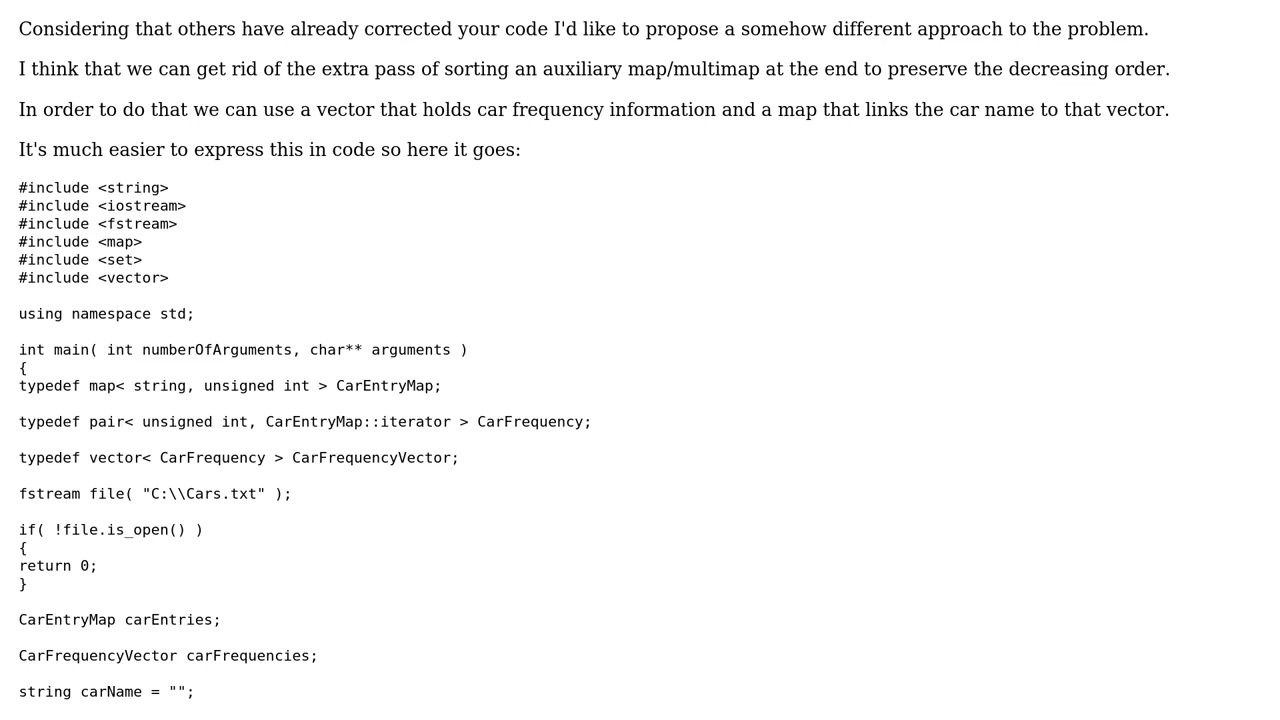 Considering that others have already corrected your code I'd like to propose a somehow different approach to the problem.
I think that we can get rid of the extra pass of sorting an auxiliary map/multimap at the end to preserve the decreasing order.
In order to do that we can use a vector that holds car frequency information and a map that links the car name to that vector.
It's much easier to express this in code so here it goes:
#include <string>
#include <iostream>
#include <fstream>
#include <map>
#include <set>
#include <vector>
using namespace std;
int main( int numberOfArguments, char** arguments )
{
typedef map< string, unsigned int > CarEntryMap;
typedef pair< unsigned int, CarEntryMap::iterator > CarFrequency;
typedef vector< CarFrequency > CarFrequencyVector;
fstream file( "C:\\Cars.txt" );
if( !file.is_open() )
{
return 0;
}
CarEntryMap carEntries;
CarFrequencyVector carFrequencies;
string carName = "";